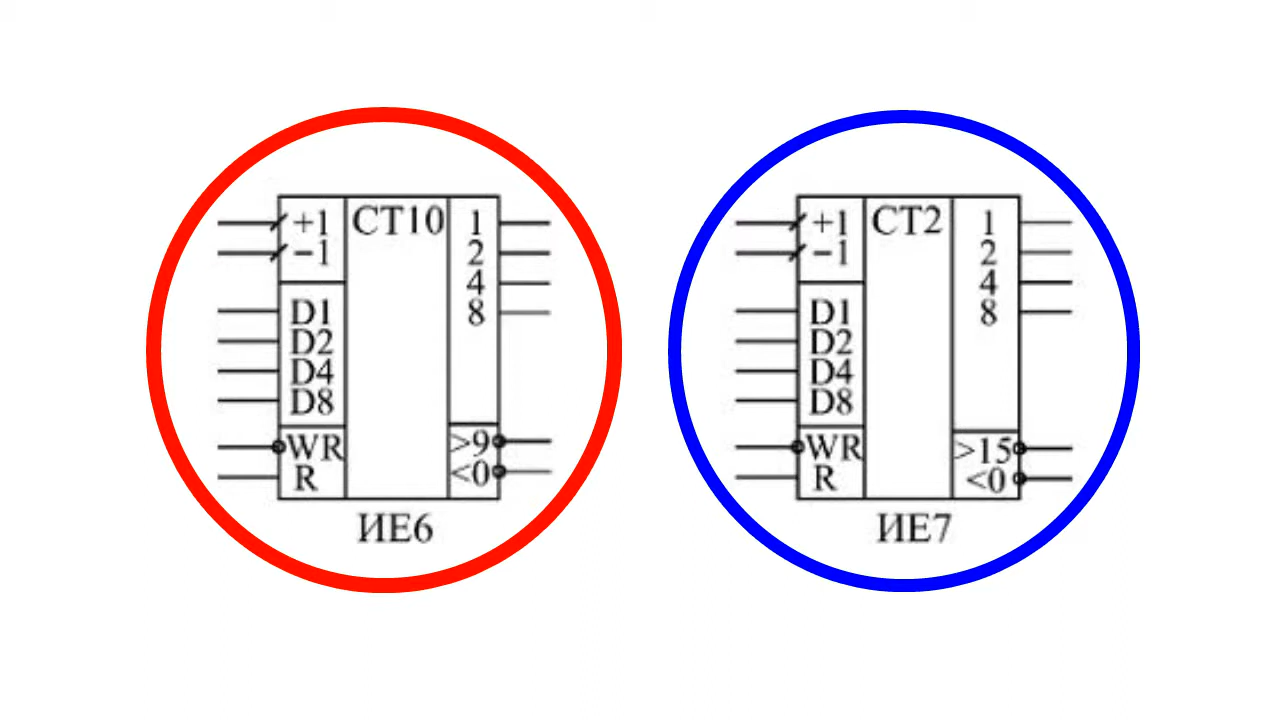 +1 CT10 1
−1 2
4
D1 8
D2
D4
D8
WR >9
R <0
ИЕ6
+1 CT2 1
−1 2
4
D1 8
D2
D4
D8
WR >15
R <0
ИЕ7